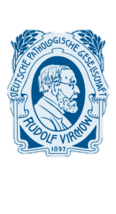 DEUTSCHE PATHOLOGISCHE GESELLSCHAFT
RUDOLF VIRCHOW
1897